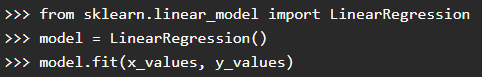 >>> from sklearn.linear_model import LinearRegression
>>> model = LinearRegression()
>>> model.fit(x_values, y_values)